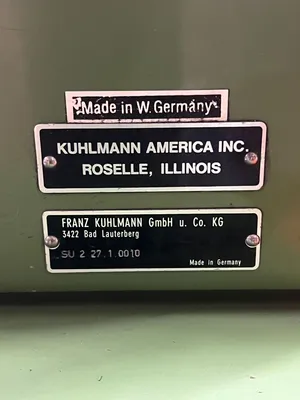 Made in W. Germany
KUHLMANN AMERICA INC.
ROSELLE, ILLINOIS
FRANZ KUHLMANN GmbH u. Co. KG
3422 Bad Lauterberg
SU 2 27.1.0010
Made in Germany